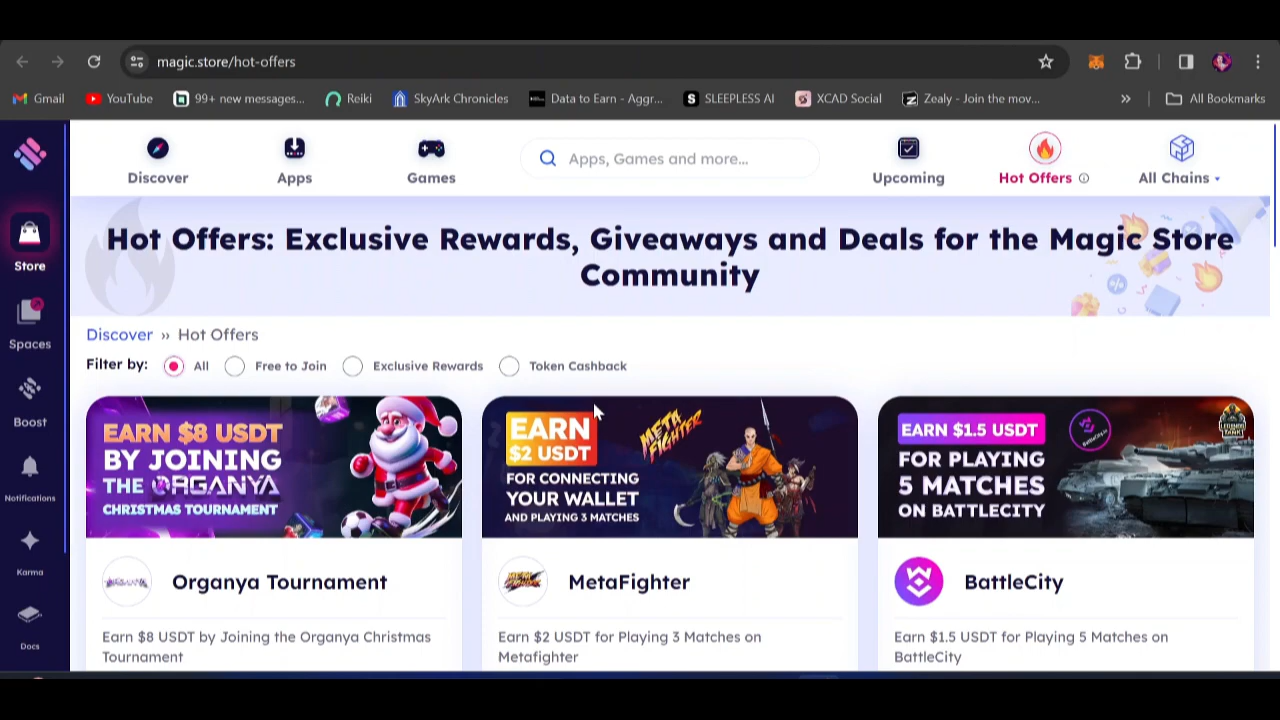 magic.store/hot-offers
Gmail
YouTube
99+ new messages...
Reiki
SkyArk Chronicles
Data to Earn - Aggr...
SLEEPLESS AI
XCAD Social
Zealy - Join the mov...
»
All Bookmarks
Discover
Apps
Games
Apps, Games and more...
Upcoming
Hot Offers
All Chains
Store
Spaces
Boost
Notifications
Karma
Docs
Hot Offers: Exclusive Rewards, Giveaways and Deals for the Magic Store
Community
Discover » Hot Offers
Filter by: All Free to Join Exclusive Rewards Token Cashback
EARN $8 USDT
BY JOINING
THE ORGANYA
CHRISTMAS TOURNAMENT
Organya Tournament
Earn $8 USDT by Joining the Organya Christmas
Tournament
EARN
$2 USDT
FOR CONNECTING
YOUR WALLET
AND PLAYING 3 MATCHES
META
FIGHTER
MetaFighter
Earn $2 USDT for Playing 3 Matches on
Metafighter
EARN $1.5 USDT
FOR PLAYING
5 MATCHES
ON BATTLECITY
BattleCity
Earn $1.5 USDT for Playing 5 Matches on
BattleCity